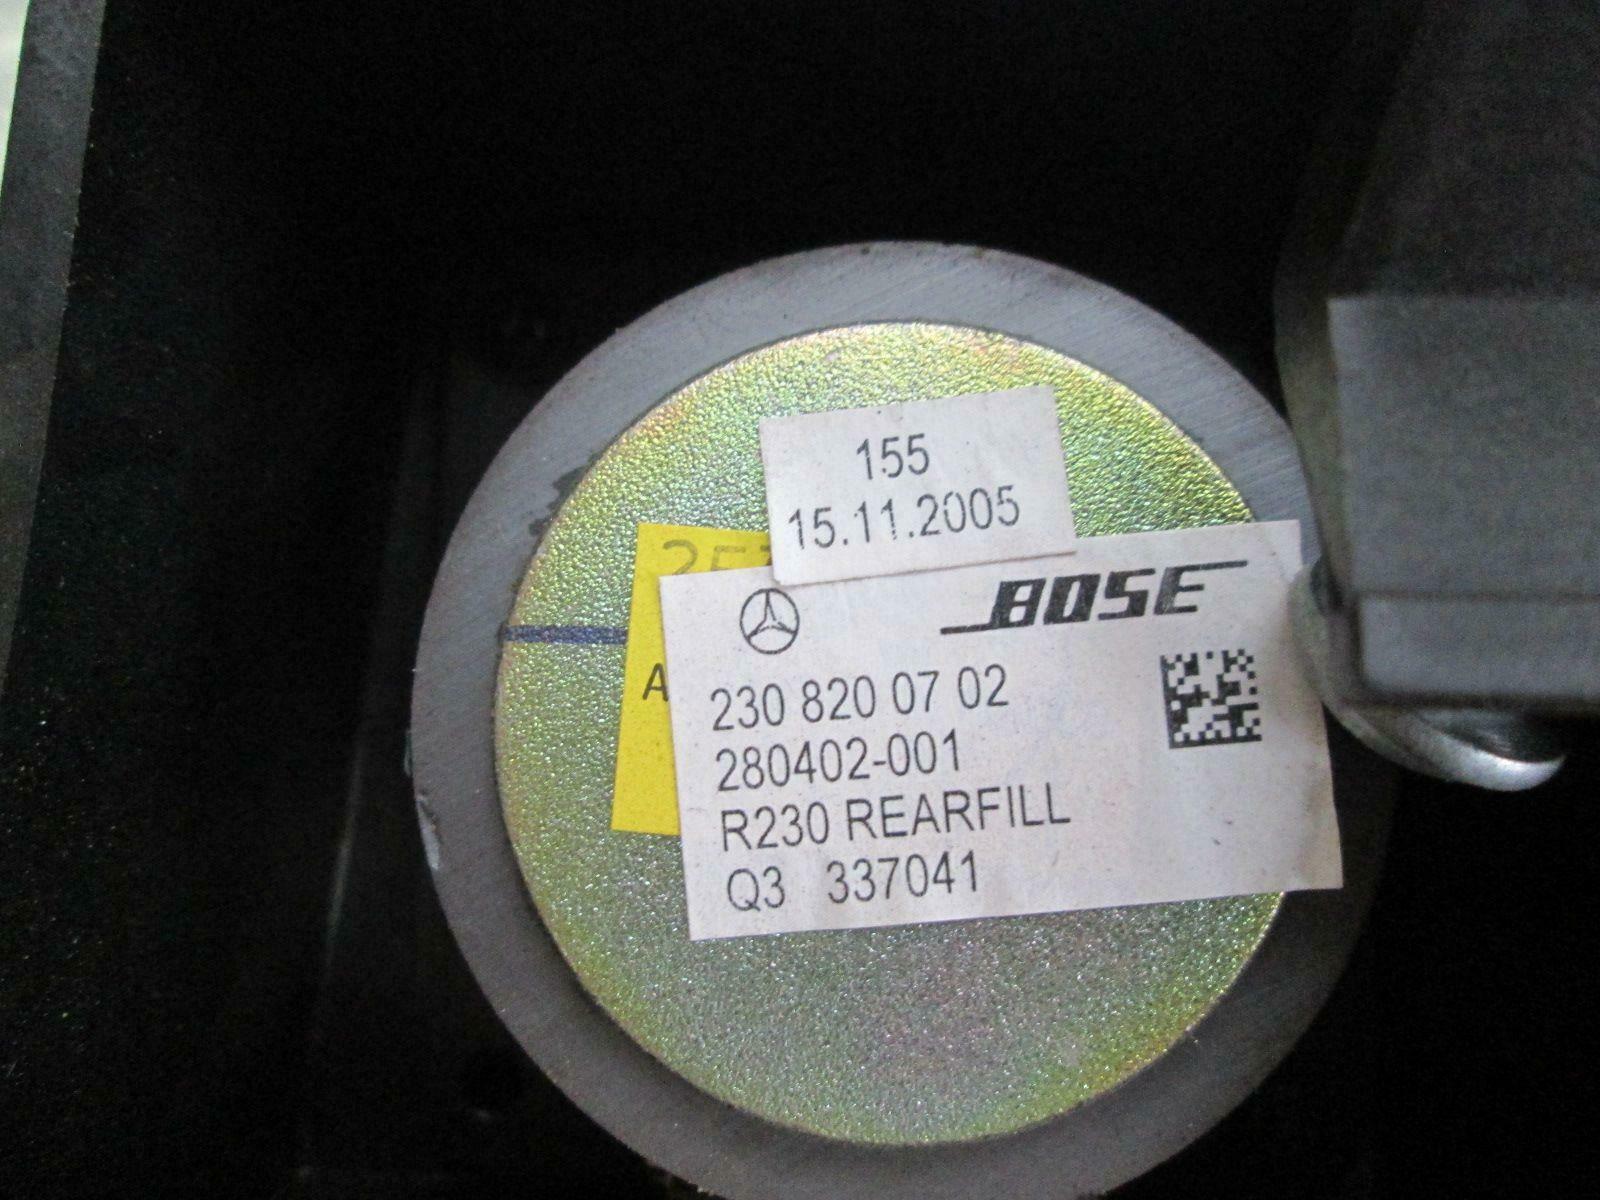 155
15.11.2005
BOSE
230 820 07 02
280402-001
R230 REARFILL
Q3 337041
A